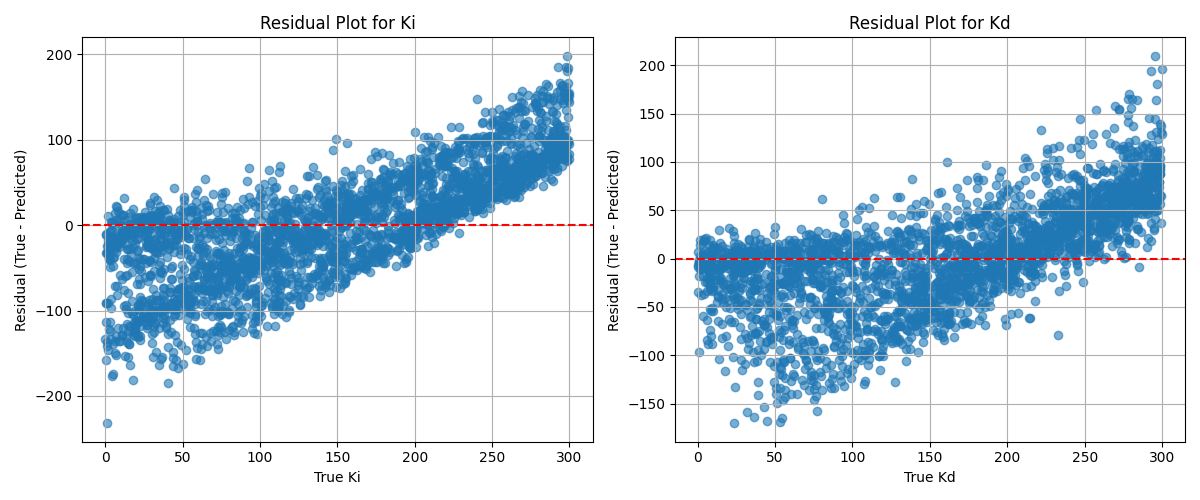 Residual Plot for Ki
Residual (True - Predicted)
200
100
0
−100
−200
0 50 100 150 200 250 300
True Ki
Residual Plot for Kd
Residual (True - Predicted)
200
150
100
50
0
−50
−100
−150
0 50 100 150 200 250 300
True Kd